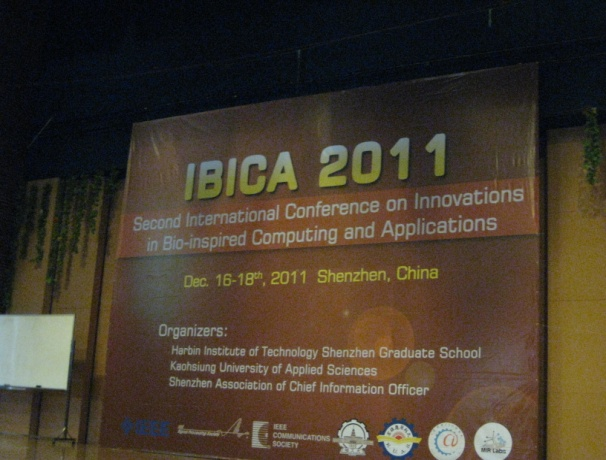 IBICA 2011
Second International Conference on Innovations
in Bio-inspired Computing and Applications
Dec. 16-18th, 2011 Shenzhen, China
Organizers:
Harbin Institute of Technology Shenzhen Graduate School
Kaohsiung University of Applied Sciences
Shenzhen Association of Chief Information Officer
IEEE
IEEE
COMMUNICATIONS
SOCIETY
MIR Labs